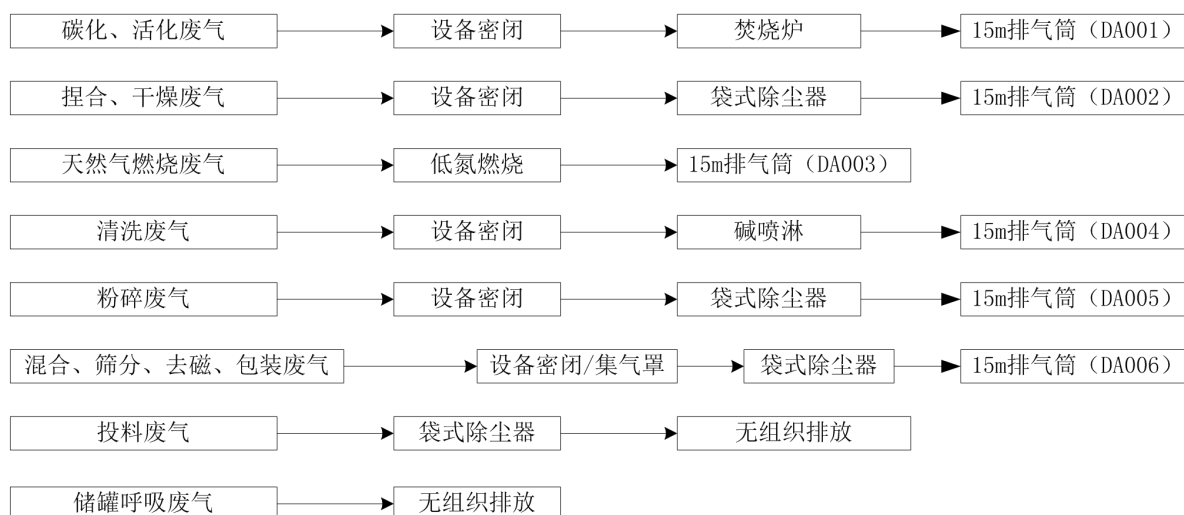 碳化、活化废气 设备密闭 焚烧炉 15m排气筒（DA001）
捏合、干燥废气 设备密闭 袋式除尘器 15m排气筒（DA002）
天然气燃烧废气 低氮燃烧 15m排气筒（DA003）
清洗废气 设备密闭 碱喷淋 15m排气筒（DA004）
粉碎废气 设备密闭 袋式除尘器 15m排气筒（DA005）
混合、筛分、去磁、包装废气 设备密闭/集气罩 袋式除尘器 15m排气筒（DA006）
投料废气 袋式除尘器 无组织排放
储罐呼吸废气 无组织排放